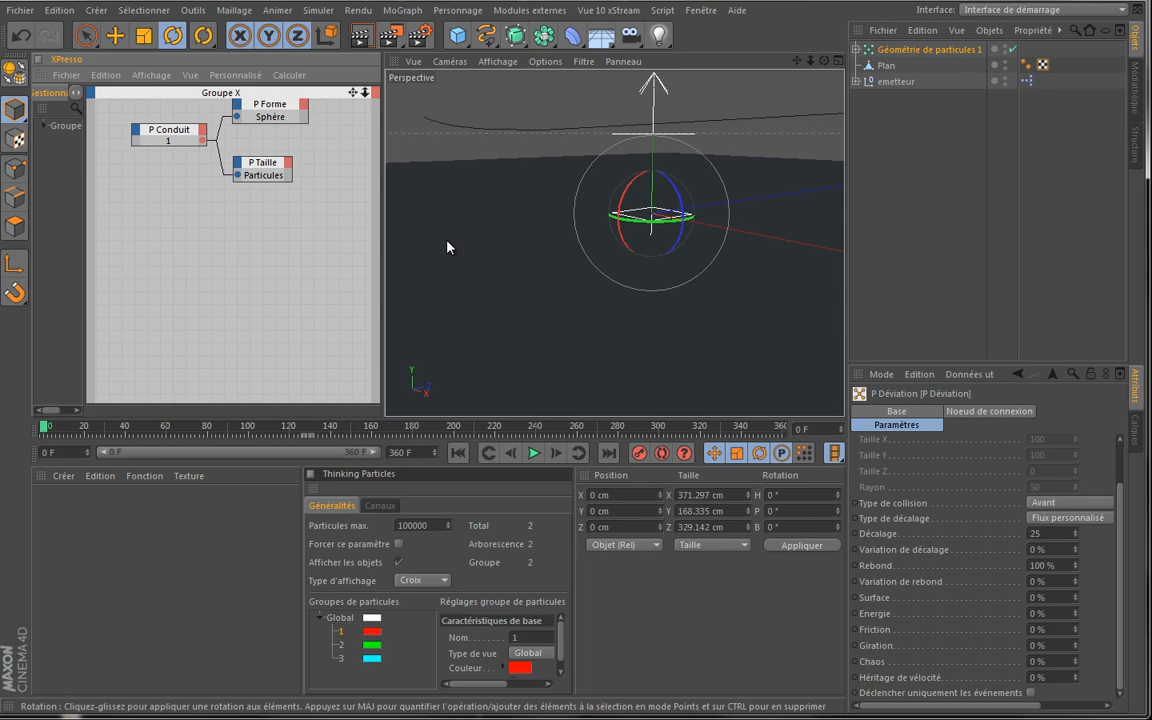 Fichier Edition Créer Sélectionner Outils Maillage Animer Simuler Rendu MoGraph Personnage Modules externes Vue 10 xStream Script Fenêtre Aide Interface: Interface de démarrage
XPresso
Fichier Edition Affichage Vue Personnalisé Calculer
Vue Caméras Affichage Options Filtre Panneau
Fichier Edition Vue Objets Propriété
Géométrie de particules 1
Plan
emetteur
Objets
Médiathèque
Structure
Groupe X
Groupe
P Conduit
1
P Forme
Sphère
P Taille
Particules
Perspective
Y
Z
X
Mode Edition Données ut
P Déviation [P Déviation]
Base Noeud de connexion
Paramètres
Attributs
Taille X 100
Taille Y 100
Taille Z 0
Rayon 50
Type de collision Avant
Type de décalage Flux personnalisé
Décalage 25
Variation de décalage 0 %
Rebond 100 %
Variation de rebond 0 %
Surface 0 %
Energie 0 %
Friction 0 %
Giration 0 %
Chaos 0 %
Héritage de vélocité 0 %
Déclencher uniquement les événements
0 20 40 60 80 100 120 140 160 180 200 220 240 260 280 300 320 340 0 F
0 F 0 F 360 F 360 F
Créer Edition Fonction Texture
Thinking Particles
Généralités Canaux
Particules max. 100000 Total 2
Forcer ce paramètre Arborescence 2
Afficher les objets Groupe 2
Type d'affichage Croix
Groupes de particules Réglages groupe de particules
Global
1
2
3
Caractéristiques de base
Nom 1
Type de vue Global
Couleur
Position Taille Rotation
X 0 cm X 371.297 cm H 0 °
Y 0 cm Y 168.335 cm P 0 °
Z 0 cm Z 329.142 cm B 0 °
Objet (Rel) Taille Appliquer
MAXON
CINEMA4D
Rotation : Cliquez-glissez pour appliquer une rotation aux éléments. Appuyez sur MAJ pour quantifier l'opération/ajouter des éléments à la sélection en mode Points et sur CTRL pour en supprimer